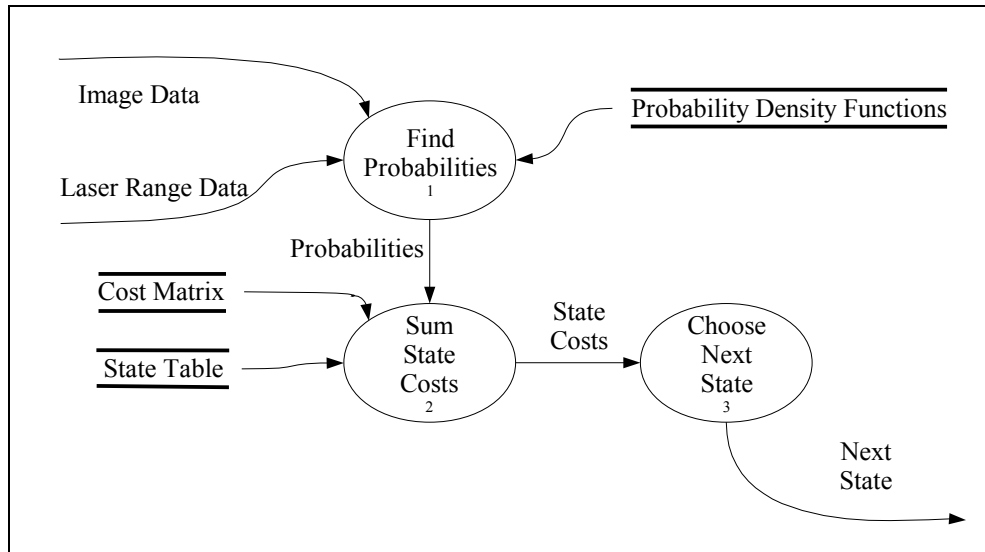 Image Data
Probability Density Functions
Find
Probabilities
1
Laser Range Data
Probabilities
Cost Matrix
State Table
Sum
State
Costs
2
State
Costs
Choose
Next
State
3
Next
State